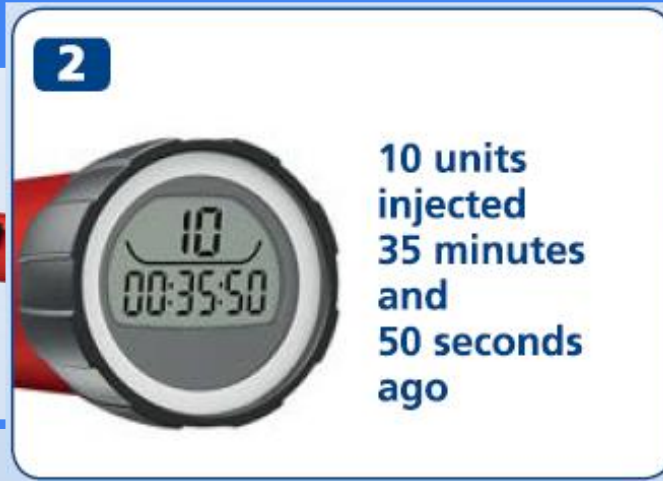 2
10
00:35:50
10 units
injected
35 minutes
and
50 seconds
ago